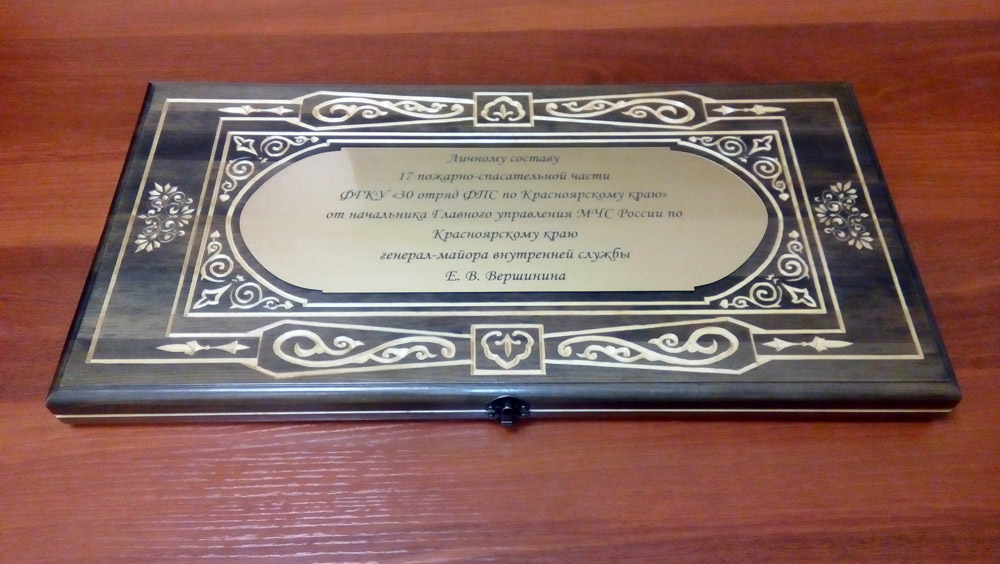 Личному составу
17 пожарно-спасательной части
ФГКУ «30 отряд ФПС по Красноярскому краю»
от начальника Главного управления МЧС России по
Красноярскому краю
генерал-майора внутренней службы
Е. В. Вершинина